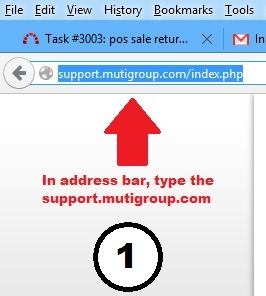 File Edit View History Bookmarks Tools
Task #3003: pos sale retur... In
support.mutigroup.com/index.php
In address bar, type the
support.mutigroup.com
1